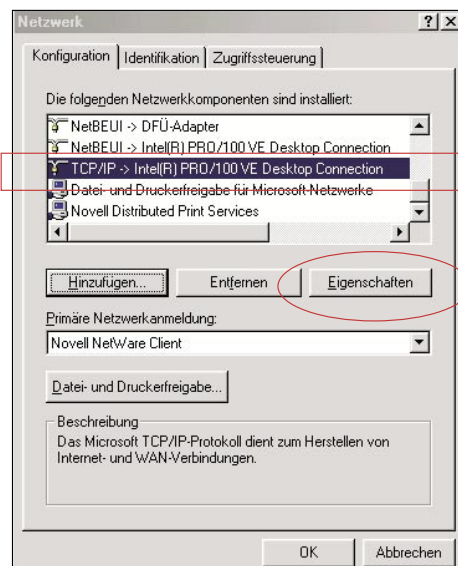 Netzwerk
Konfiguration Identifikation Zugriffssteuerung
Die folgenden Netzwerkkomponenten sind installiert:
NetBEUI -> DFÜ-Adapter
NetBEUI -> Intel(R) PRO/100 VE Desktop Connection
TCP/IP -> Intel(R) PRO/100 VE Desktop Connection
Datei- und Druckerfreigabe für Microsoft-Netzwerke
Novell Distributed Print Services
Hinzufügen... Entfernen Eigenschaften
Primäre Netzwerkanmeldung:
Novell NetWare Client
Datei- und Druckerfreigabe...
Beschreibung
Das Microsoft TCP/IP-Protokoll dient zum Herstellen von
Internet- und WAN-Verbindungen.
OK Abbrechen